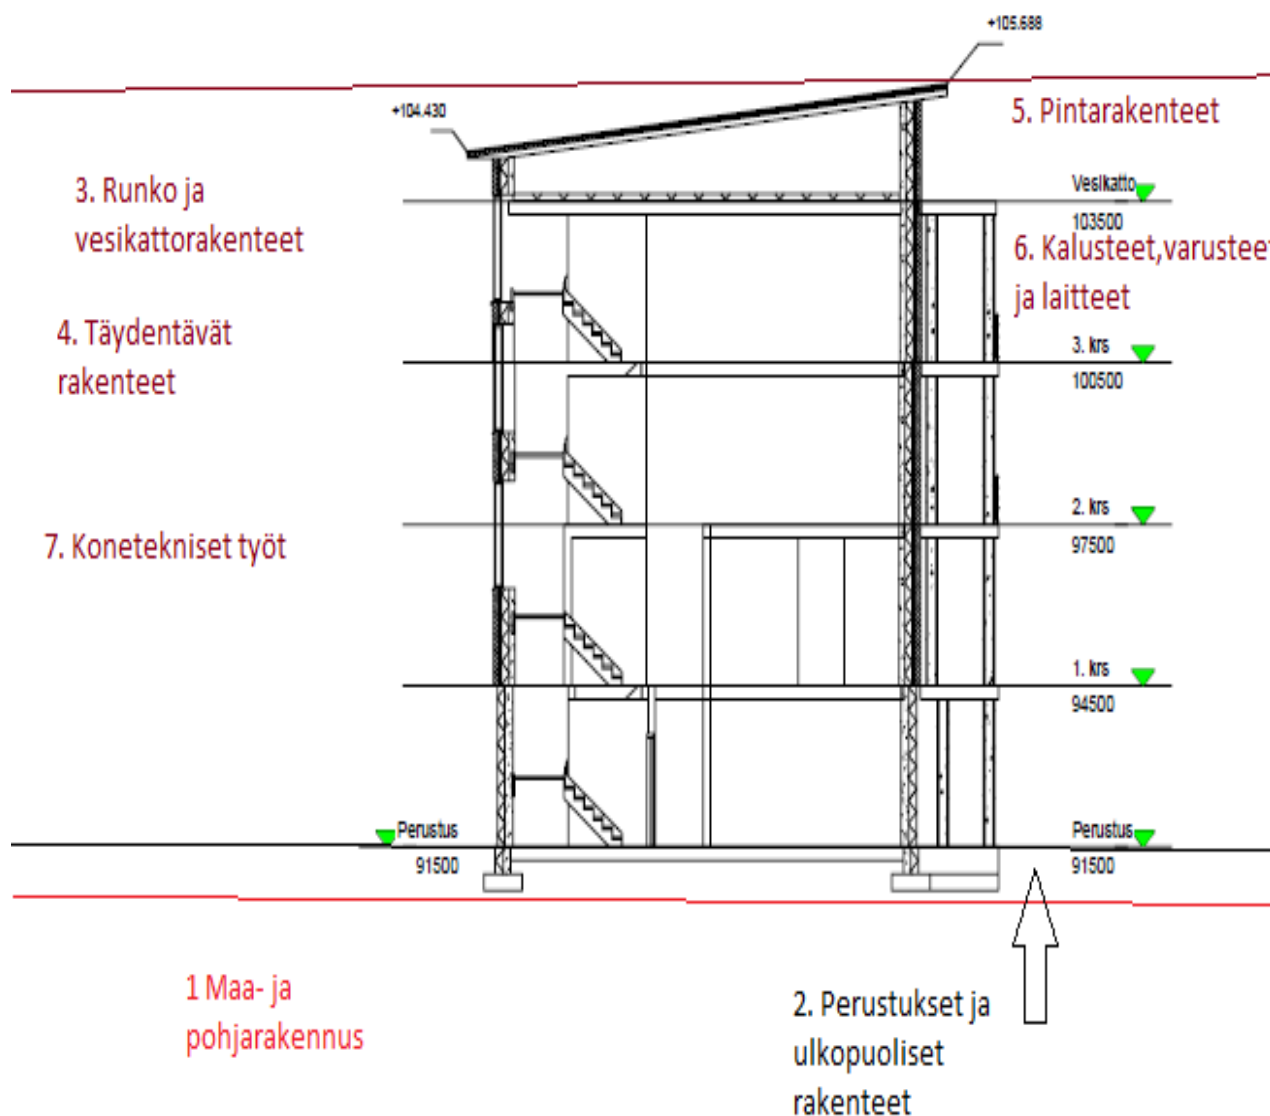 +105.688
+104.430
5. Pintarakenteet
3. Runko ja
vesikattorakenteet
Vesikatto
103500
6. Kalusteet,varusteet
ja laitteet
4. Täydentävät
rakenteet
3. krs
100500
7. Konetekniset työt
2. krs
97500
1. krs
94500
Perustus
91500
Perustus
91500
1 Maa- ja
pohjarakennus
2. Perustukset ja
ulkopuoliset
rakenteet